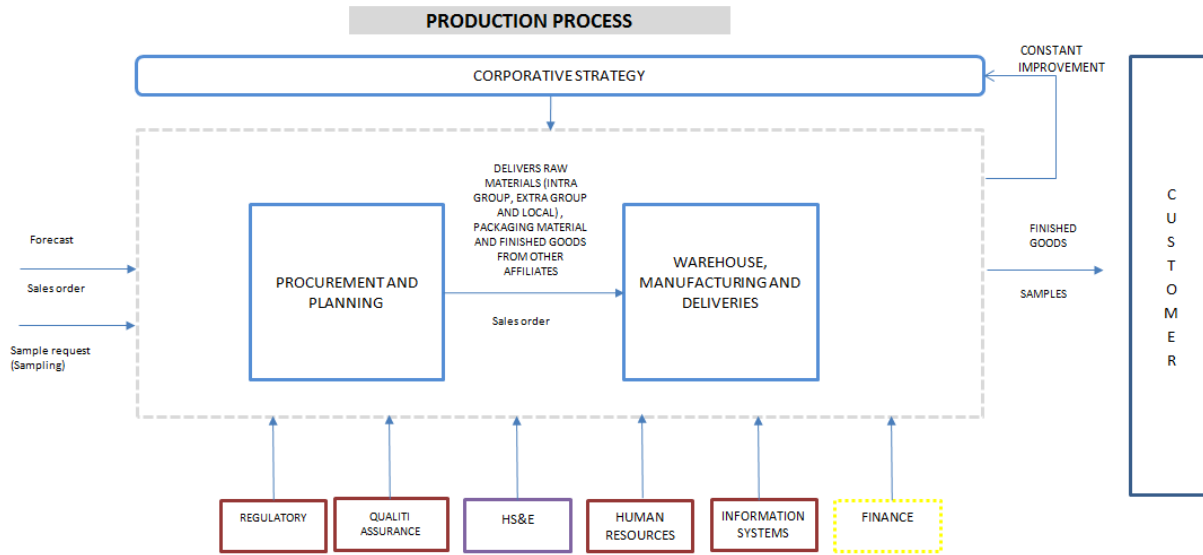 PRODUCTION PROCESS
CORPORATIVE STRATEGY
CONSTANT
IMPROVEMENT
DELIVERS RAW
MATERIALS (INTRA
GROUP, EXTRA GROUP
AND LOCAL) ,
PACKAGING MATERIAL
AND FINISHED GOODS
FROM OTHER
AFFILIATES
Forecast
Sales order
Sample request
(Sampling)
PROCUREMENT AND
PLANNING
Sales order
WAREHOUSE,
MANUFACTURING AND
DELIVERIES
FINISHED
GOODS
SAMPLES
C
U
S
T
O
M
E
R
REGULATORY
QUALITI
ASSURANCE
HS&E
HUMAN
RESOURCES
INFORMATION
SYSTEMS
FINANCE